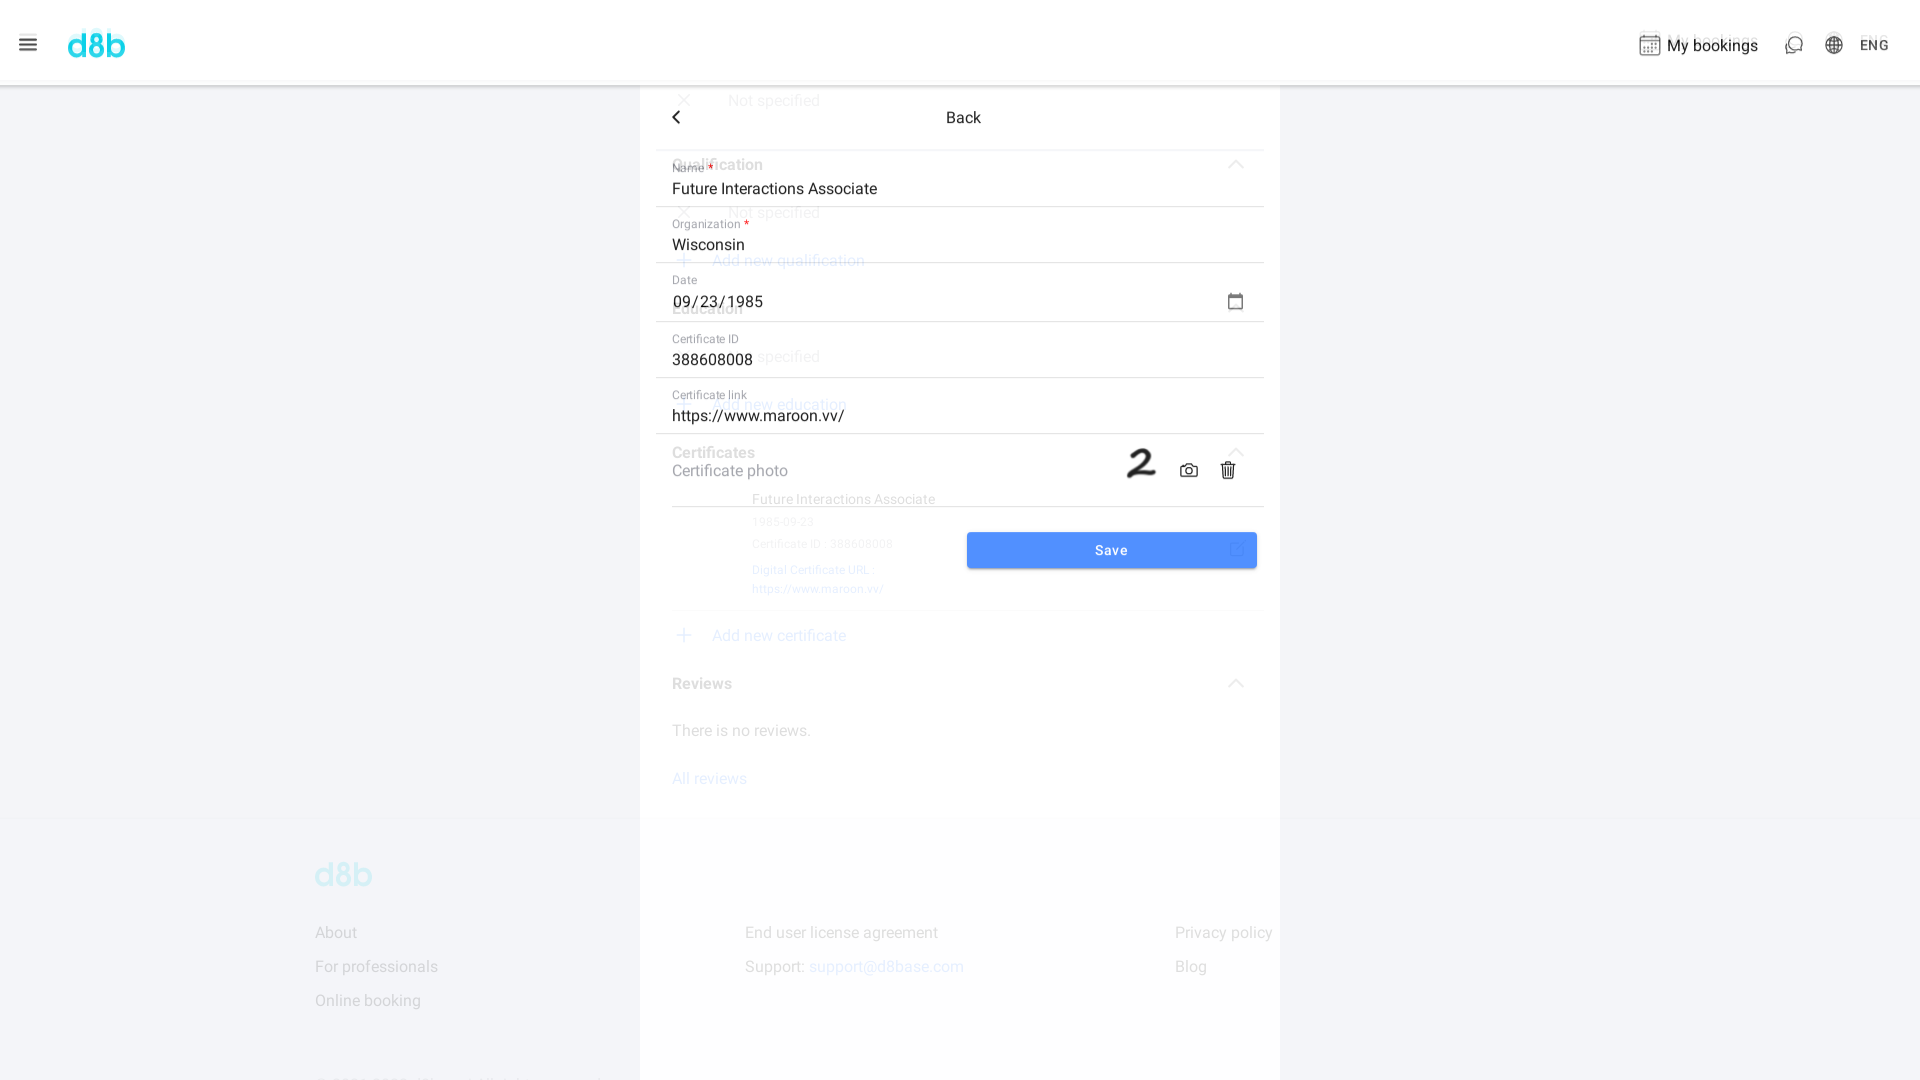 d8b
My bookings
ENG
Not specified
Back
Qualification
Name *
Future Interactions Associate
Not specified
Organization *
Wisconsin
Add new qualification
Date
09/23/1985
Education
Certificate ID
388608008
specified
Certificate link
Add new education
https://www.maroon.vv/
Certificates
Certificate photo
2
Future Interactions Associate
1985-09-23
Certificate ID : 388608008
Save
Digital Certificate URL :
https://www.maroon.vv/
Add new certificate
Reviews
There is no reviews.
All reviews
d8b
About
End user license agreement
Privacy policy
For professionals
Support: support@d8base.com
Blog
Online booking